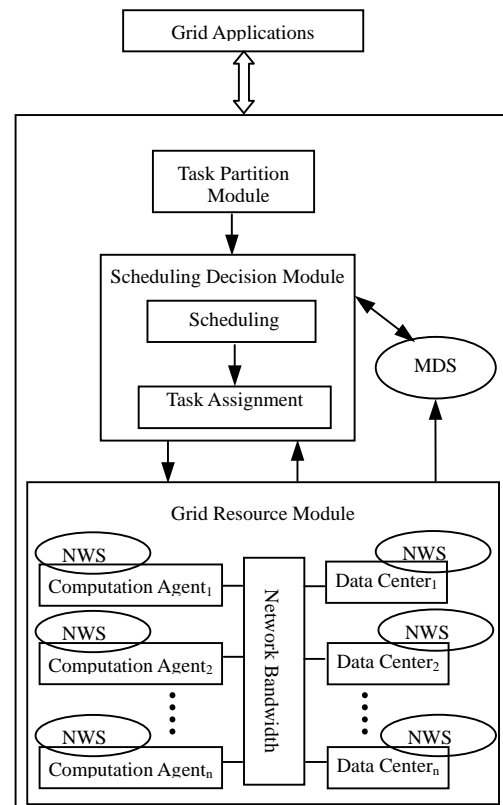 Grid Applications
Task Partition
Module
Scheduling Decision Module
Scheduling
Task Assignment
MDS
Grid Resource Module
NWS
NWS
Computation Agent₁
Data Center₁
Network Bandwidth
NWS
NWS
Computation Agent₂
Data Center₂
NWS
NWS
Computation Agentₙ
Data Centerₙ